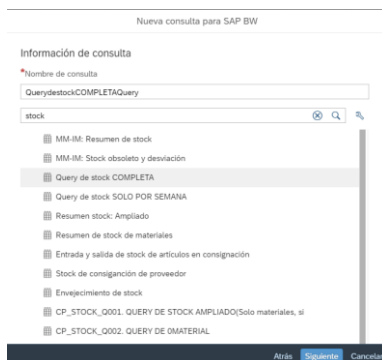 Nueva consulta para SAP BW
Información de consulta
*Nombre de consulta
QuerydestockCOMPLETAQuery
stock
MM-IM: Resumen de stock
MM-IM: Stock obsoleto y desviación
Query de stock COMPLETA
Query de stock SOLO POR SEMANA
Resumen stock: Ampliado
Resumen de stock de materiales
Entrada y salida de stock de artículos en consignación
Stock de consiganción de proveedor
Envejecimiento de stock
CP_STOCK_Q001. QUERY DE STOCK AMPLIADO(Solo materiales, si
CP_STOCK_Q002. QUERY DE 0MATERIAL
Atrás Siguiente Cancelar